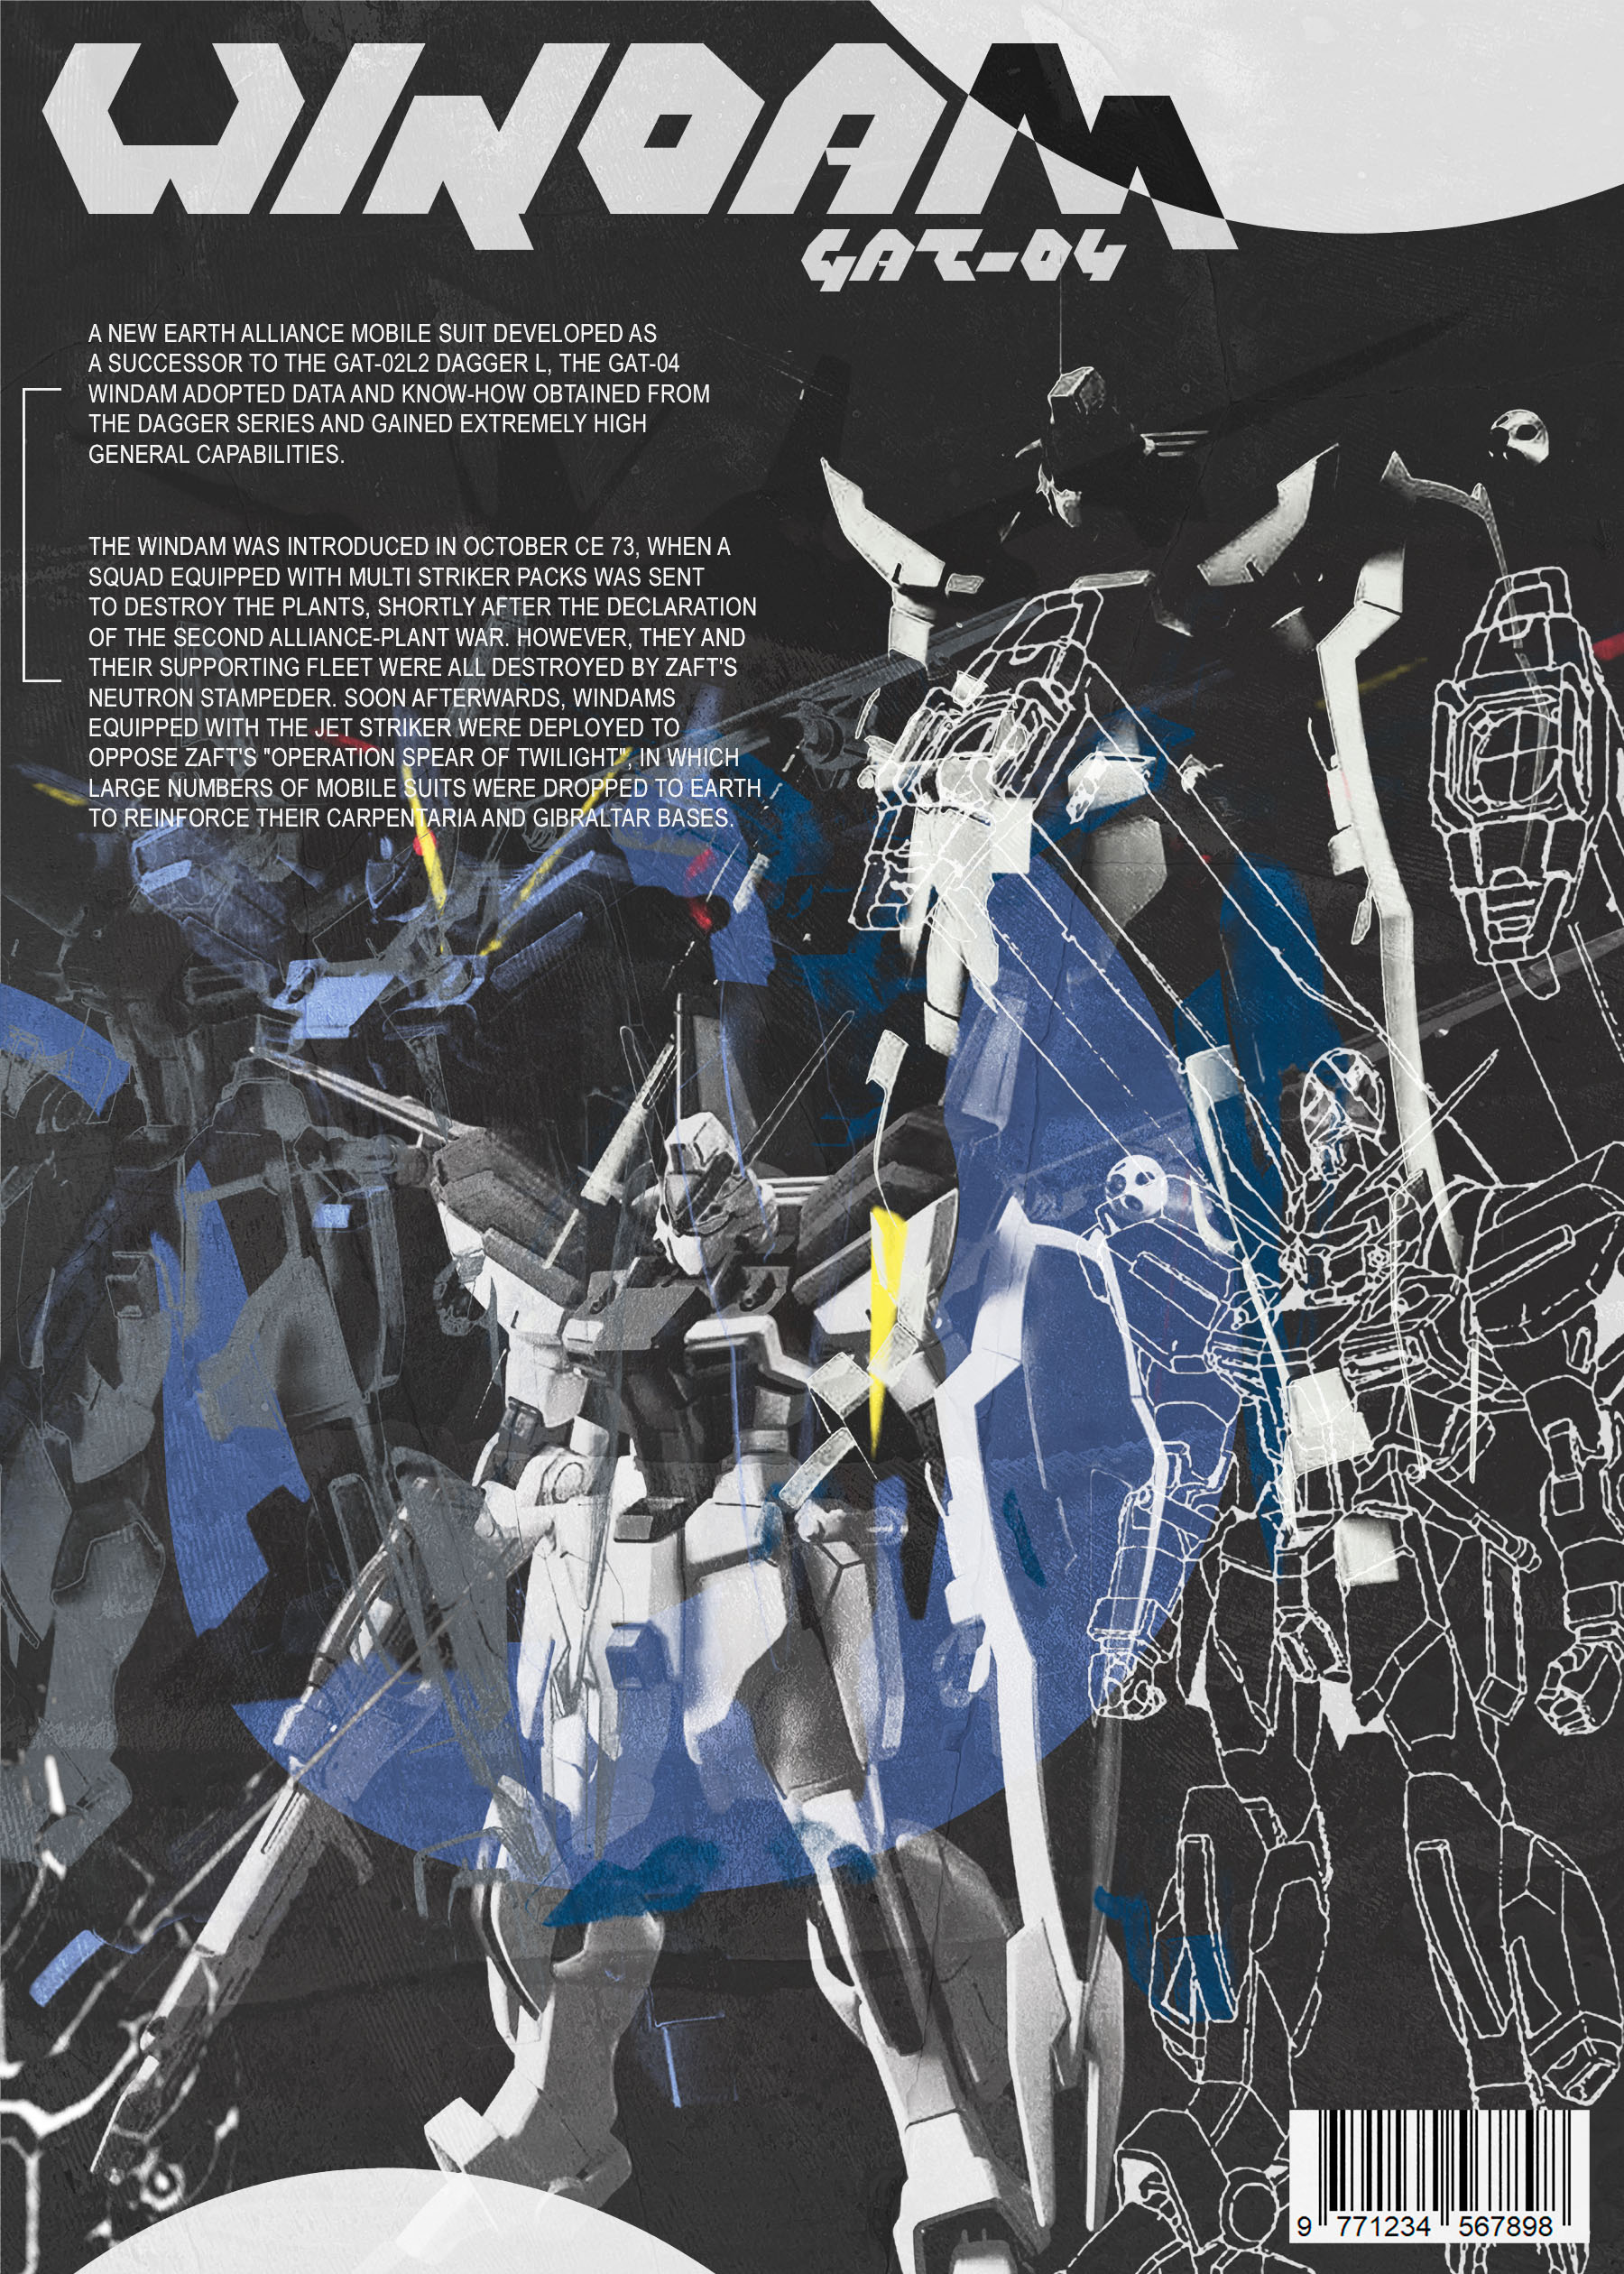 WINDAM
GAT-04
A NEW EARTH ALLIANCE MOBILE SUIT DEVELOPED AS
A SUCCESSOR TO THE GAT-02L2 DAGGER L, THE GAT-04
WINDAM ADOPTED DATA AND KNOW-HOW OBTAINED FROM
THE DAGGER SERIES AND GAINED EXTREMELY HIGH
GENERAL CAPABILITIES.
THE WINDAM WAS INTRODUCED IN OCTOBER CE 73, WHEN A
SQUAD EQUIPPED WITH MULTI STRIKER PACKS WAS SENT
TO DESTROY THE PLANTS, SHORTLY AFTER THE DECLARATION
OF THE SECOND ALLIANCE-PLANT WAR. HOWEVER, THEY AND
THEIR SUPPORTING FLEET WERE ALL DESTROYED BY ZAFT'S
NEUTRON STAMPEDER. SOON AFTERWARDS, WINDAMS
EQUIPPED WITH THE JET STRIKER WERE DEPLOYED TO
OPPOSE ZAFT'S "OPERATION SPEAR OF TWILIGHT", IN WHICH
LARGE NUMBERS OF MOBILE SUITS WERE DROPPED TO EARTH
TO REINFORCE THEIR CARPENTARIA AND GIBRALTAR BASES.
9 771234 567898